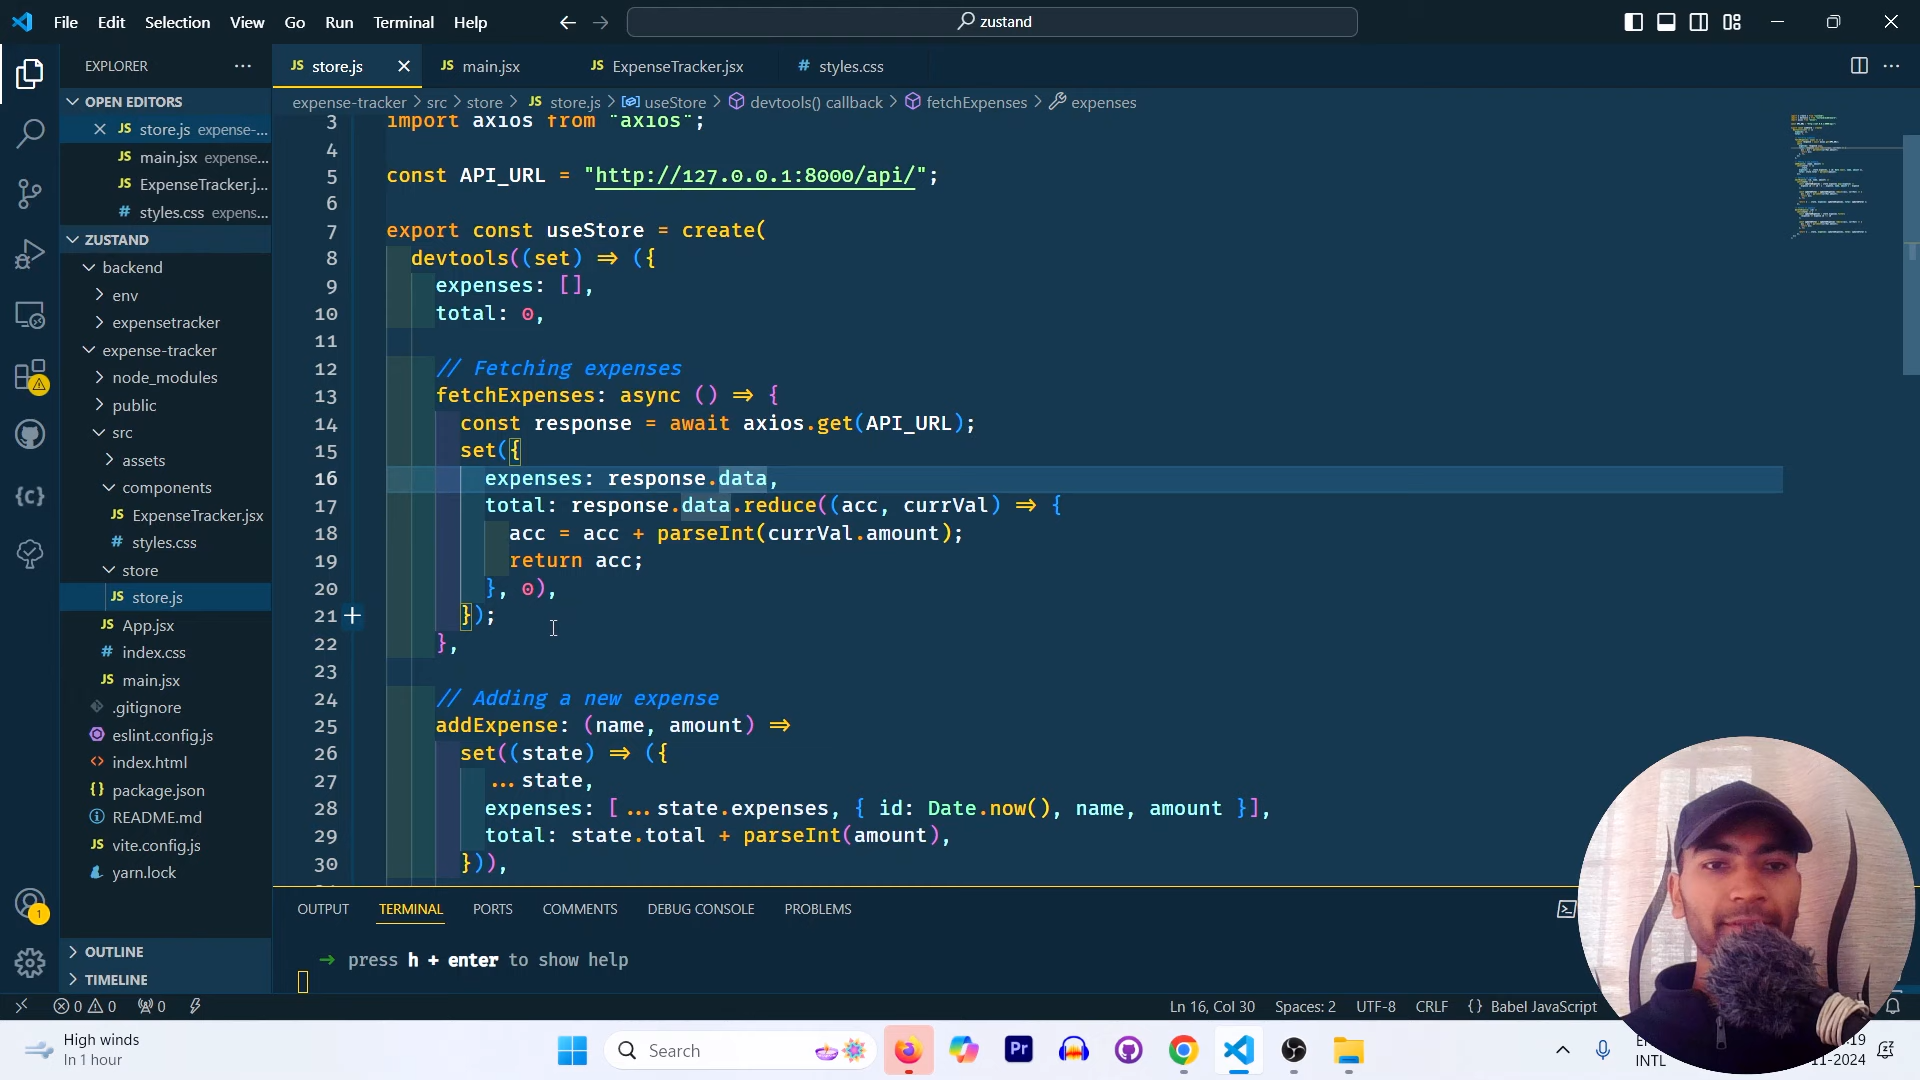 File Edit Selection View Go Run Terminal Help
zustand
EXPLORER
OPEN EDITORS
store.js expense-...
main.jsx expense...
ExpenseTracker.j...
styles.css expens...
ZUSTAND
backend
env
expensetracker
expense-tracker
node_modules
public
src
assets
components
ExpenseTracker.jsx
styles.css
store
store.js
App.jsx
index.css
main.jsx
.gitignore
eslint.config.js
index.html
package.json
README.md
vite.config.js
yarn.lock
OUTLINE
TIMELINE
store.js main.jsx ExpenseTracker.jsx styles.css
expense-tracker > src > store > JS store.js > useStore > devtools() callback > fetchExpenses > expenses
3 import axios from "axios";
4
5 const API_URL = "http://127.0.0.1:8000/api/";
6
7 export const useStore = create(
8 devtools((set) => ({
9 expenses: [],
10 total: 0,
11
12 // Fetching expenses
13 fetchExpenses: async () => {
14 const response = await axios.get(API_URL);
15 set({
16 expenses: response.data,
17 total: response.data.reduce((acc, currVal) => {
18 acc = acc + parseInt(currVal.amount);
19 return acc;
20 }, 0),
21 });
22 },
23
24 // Adding a new expense
25 addExpense: (name, amount) =>
26 set((state) => ({
27 ...state,
28 expenses: [...state.expenses, { id: Date.now(), name, amount }],
29 total: state.total + parseInt(amount),
30 })),
OUTPUT TERMINAL PORTS COMMENTS DEBUG CONSOLE PROBLEMS
→ press h + enter to show help
0 0 0
Ln 16, Col 30 Spaces: 2 UTF-8 CRLF {} Babel JavaScript
High winds
In 1 hour
Search
Pr
INTL